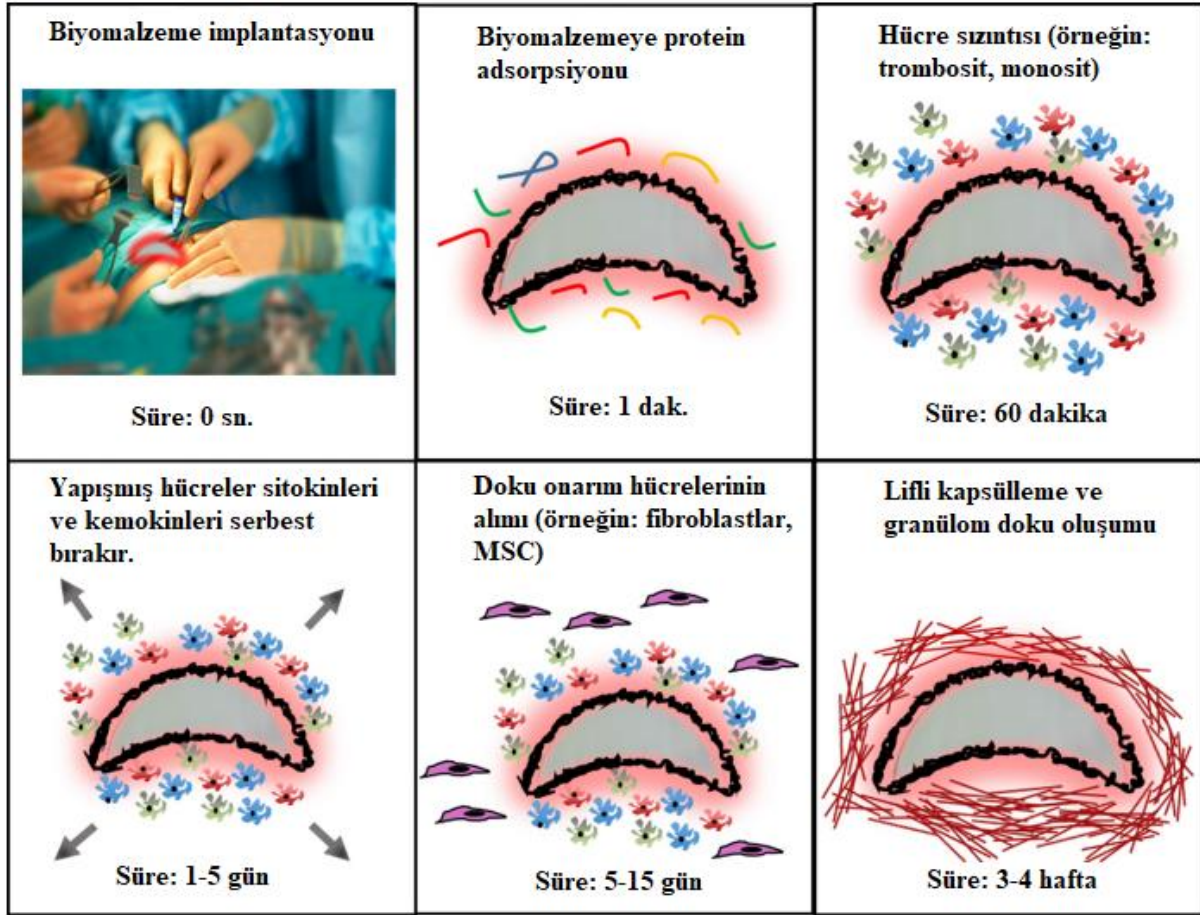 Biyomalzeme implantasyonu
Süre: 0 sn.
Biyomalzemeye protein
adsorpsiyonu
Süre: 1 dak.
Hücre sızıntısı (örneğin:
trombosit, monosit)
Süre: 60 dakika
Yapışmış hücreler sitokinleri
ve kemokinleri serbest
bırakır.
Süre: 1-5 gün
Doku onarım hücrelerinin
alımı (örneğin: fibroblastlar,
MSC)
Süre: 5-15 gün
Lifli kapsülleme ve
granülom doku oluşumu
Süre: 3-4 hafta